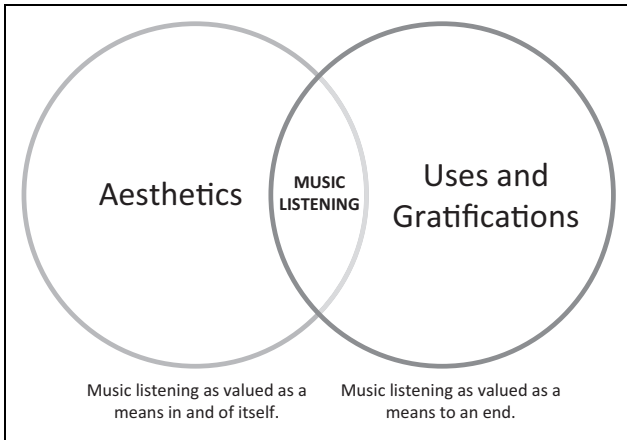 Aesthetics
MUSIC
LISTENING
Uses and
Gratifications
Music listening as valued as a
means in and of itself.
Music listening as valued as a
means to an end.